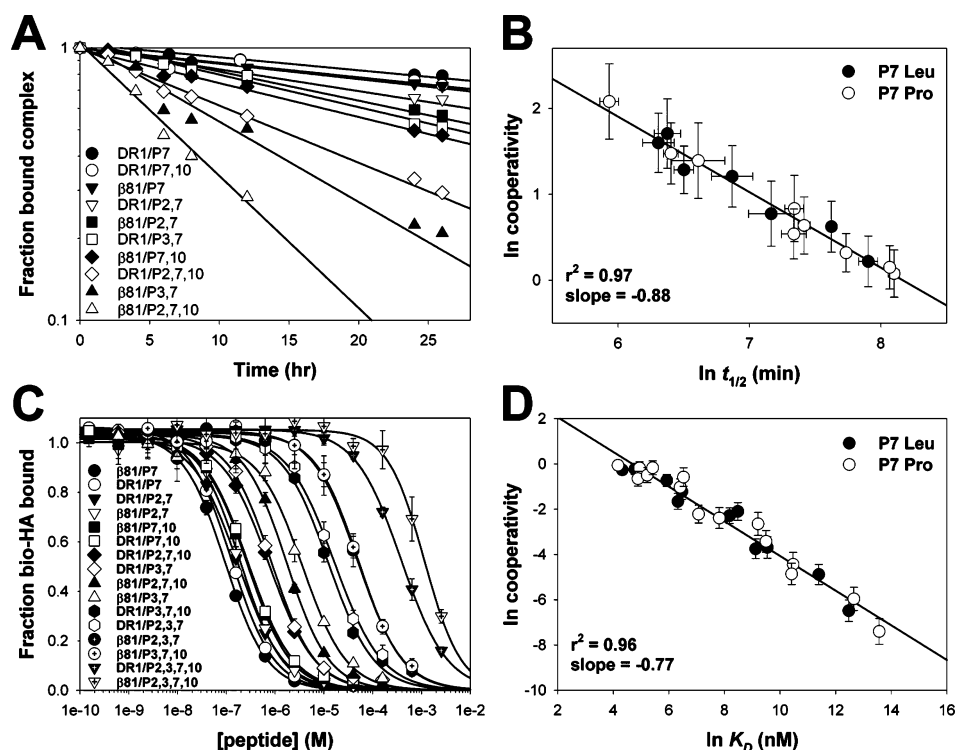 A
Fraction bound complex
1
0.1
DR1/P7
DR1/P7,10
β81/P7
DR1/P2,7
β81/P2,7
DR1/P3,7
β81/P7,10
DR1/P2,7,10
β81/P3,7
β81/P2,7,10
0 5 10 15 20 25
Time (hr)
B
ln cooperativity
2
1
0
P7 Leu
P7 Pro
r² = 0.97
slope = -0.88
6 7 8
ln t1/2 (min)
C
Fraction bio-HA bound
1.0
0.8
0.6
0.4
0.2
0.0
β81/P7
DR1/P7
DR1/P2,7
β81/P2,7
β81/P7,10
DR1/P2,7,10
DR1/P3,7
β81/P2,7,10
β81/P3,7
DR1/P3,7,10
DR1/P2,3,7
β81/P2,3,7
β81/P3,7,10
DR1/P2,3,7,10
β81/P2,3,7,10
1e-10 1e-9 1e-8 1e-7 1e-6 1e-5 1e-4 1e-3 1e-2
[peptide] (M)
D
ln cooperativity
2
0
-2
-4
-6
-8
-10
P7 Leu
P7 Pro
r² = 0.96
slope = -0.77
2 4 6 8 10 12 14 16
ln KD (nM)